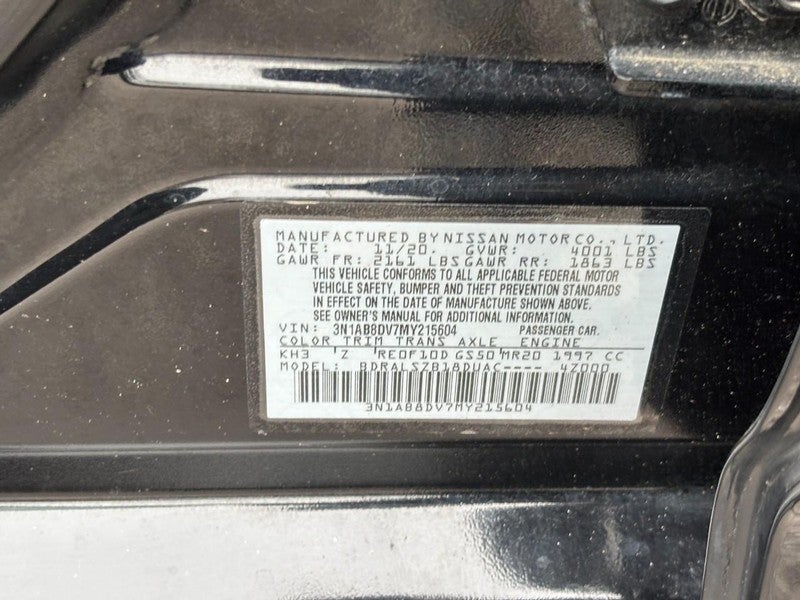 MANUFACTURED BY NISSAN MOTOR CO., LTD.
DATE: 11/20 GVWR: 4001 LBS
GAWR FR: 2161 LBS GAWR RR: 1863 LBS
THIS VEHICLE CONFORMS TO ALL APPLICABLE FEDERAL MOTOR
VEHICLE SAFETY, BUMPER AND THEFT PREVENTION STANDARDS
IN EFFECT ON THE DATE OF MANUFACTURE SHOWN ABOVE.
SEE OWNER'S MANUAL FOR ADDITIONAL INFORMATION.
VIN: 3N1AB8DV7MY215604 PASSENGER CAR.
COLOR TRIM TRANS AXLE ENGINE
KH3 Z RE0F10D GS50 MR20 1997 CC
MODEL: BDRALSZB18DUAC---- 4Z000
3N1AB8DV7MY215604